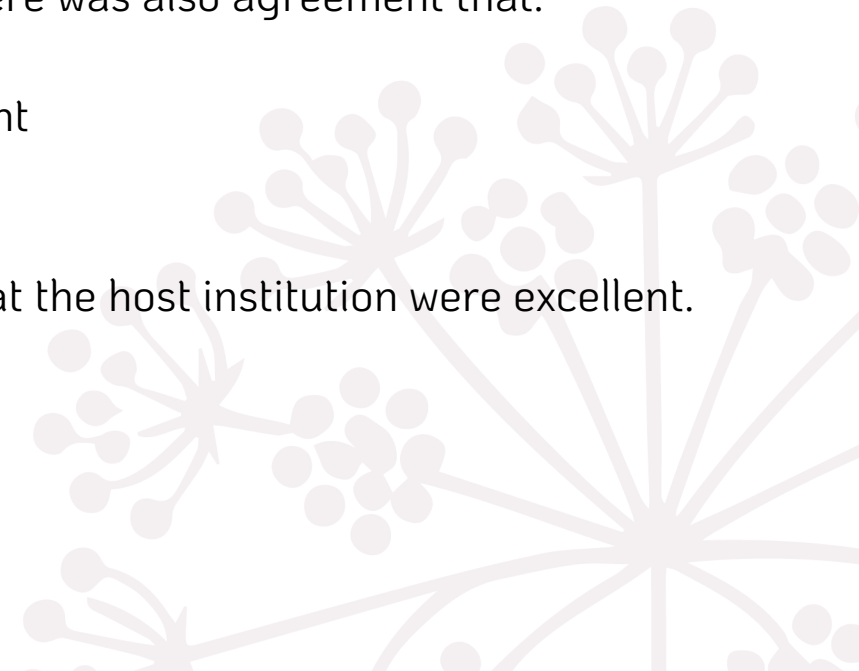 ere was also agreement that:
nt
at the host institution were excellent.